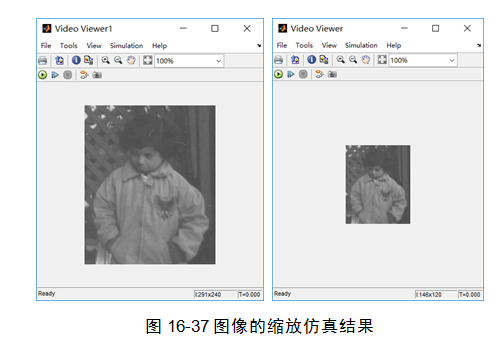 Video Viewer1
File Tools View Simulation Help
100%
Ready I:291x240 T=0.000
Video Viewer
File Tools View Simulation Help
100%
Ready I:146x120 T=0.000
图 16-37 图像的缩放仿真结果